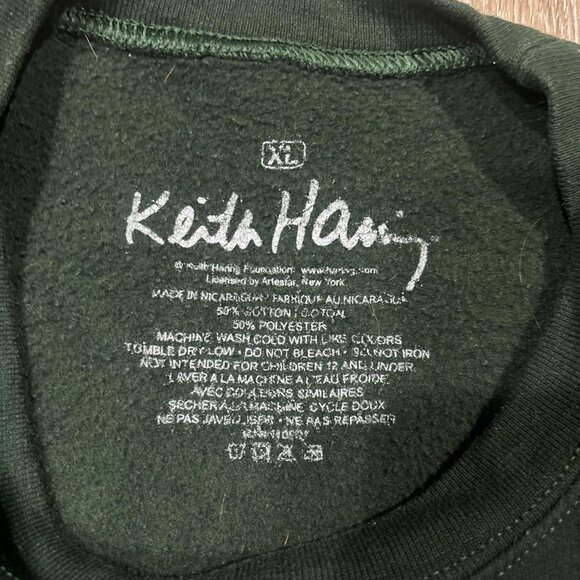 XL
Keith Haring
© Keith Haring Foundation www.haring.com
Licensed by Artestar, New York
MADE IN NICARAGUA / FABRIQUE AU NICARAGUA
50% COTTON / COTON
50% POLYESTER
MACHINE WASH COLD WITH LIKE COLORS
TUMBLE DRY LOW • DO NOT BLEACH • DO NOT IRON
NOT INTENDED FOR CHILDREN 12 AND UNDER
LAVER A LA MACHINE A L'EAU FROIDE
AVEC COULEURS SIMILAIRES
SECHER A LA MACHINE CYCLE DOUX
NE PAS JAVELLISER • NE PAS REPASSER